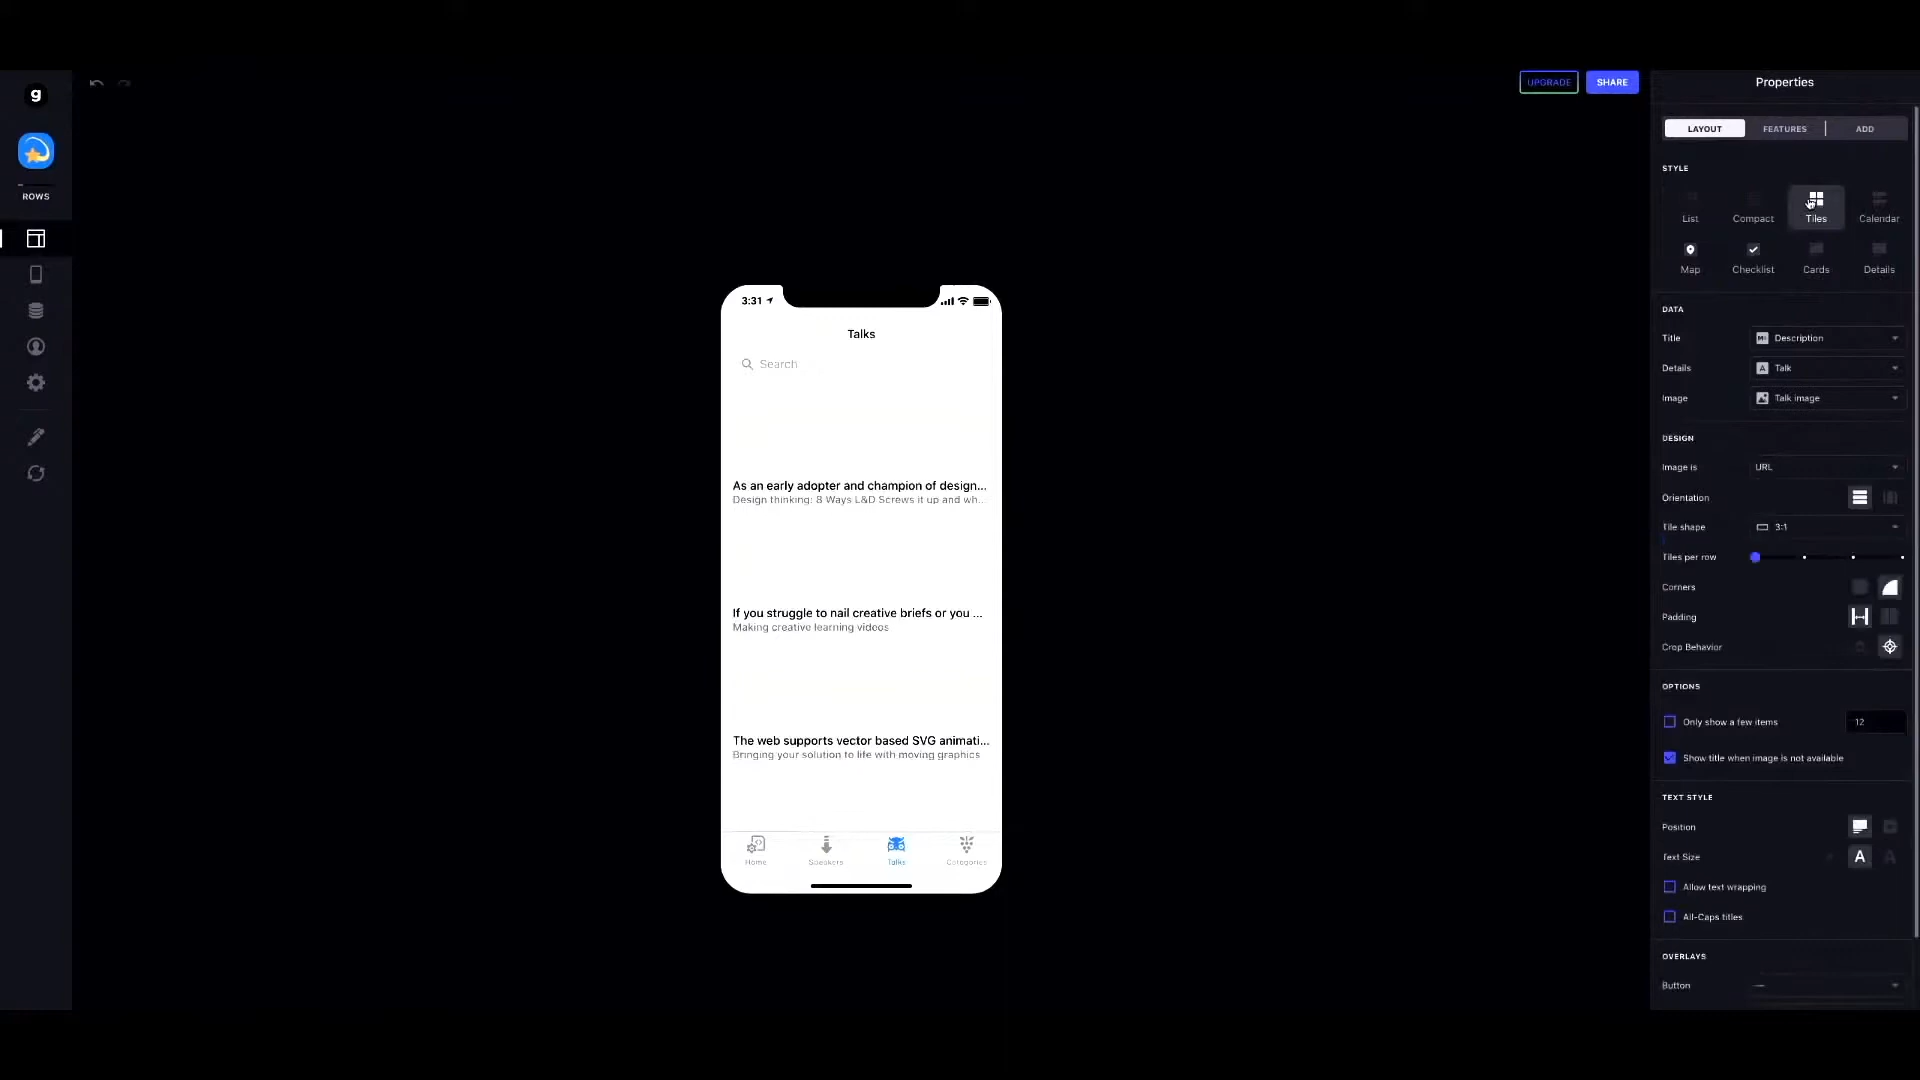 g
ROWS
UPGRADE
SHARE
3:31
Talks
Search
As an early adopter and champion of design...
Design thinking: 8 Ways L&D Screws it up and wh...
If you struggle to nail creative briefs or you ...
Making creative learning videos
The web supports vector based SVG animati...
Bringing your solution to life with moving graphics
Home Speakers Talks Categories
Properties
LAYOUT FEATURES ADD
STYLE
List Compact Tiles Calendar
Map Checklist Cards Details
DATA
Title Description
Details A Talk
Image Talk image
DESIGN
Image is URL
Orientation
Tile shape 3:1
Tiles per row
Corners
Padding
Crop Behavior
OPTIONS
Only show a few items 12
Show title when image is not available
TEXT STYLE
Position
Text Size A A
Allow text wrapping
All-Caps titles
OVERLAYS
Button —